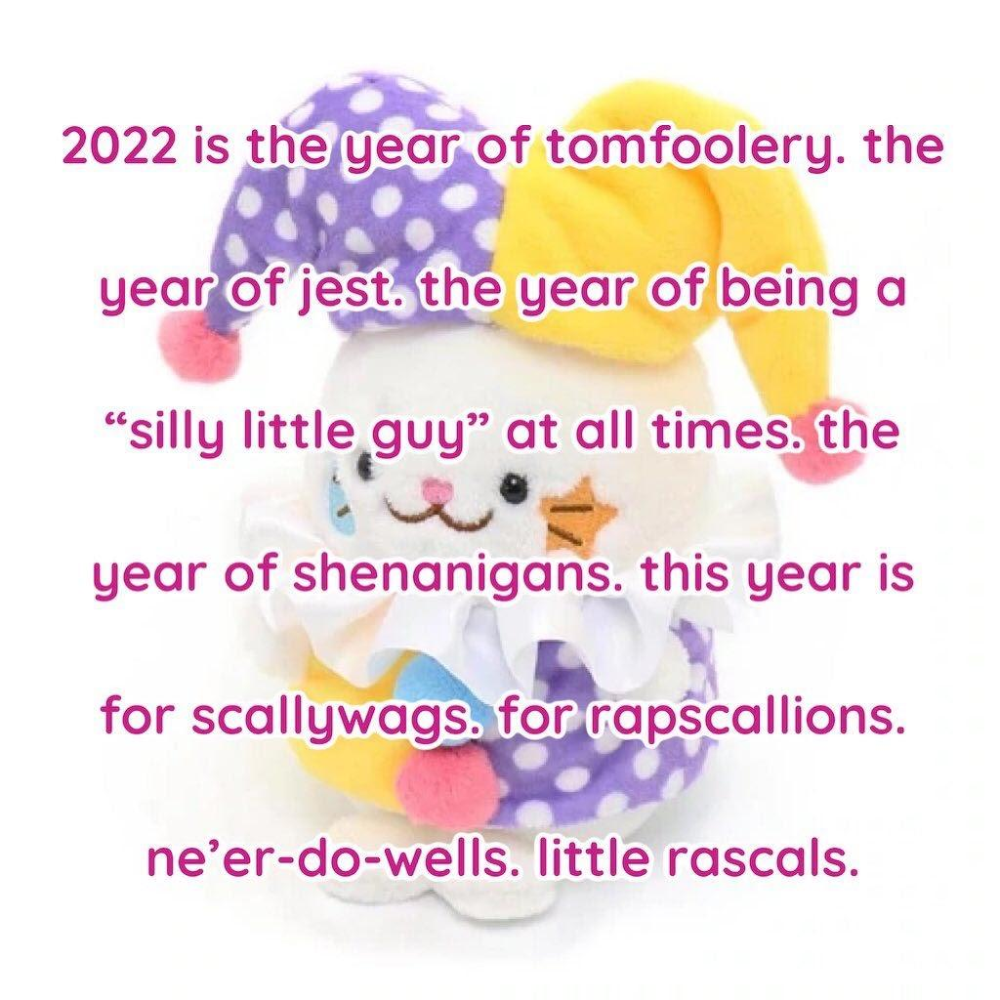 2022 is the year of tomfoolery. the
year of jest. the year of being a
“silly little guy” at all times. the
year of shenanigans. this year is
for scallywags. for rapscallions.
ne’er-do-wells. little rascals.